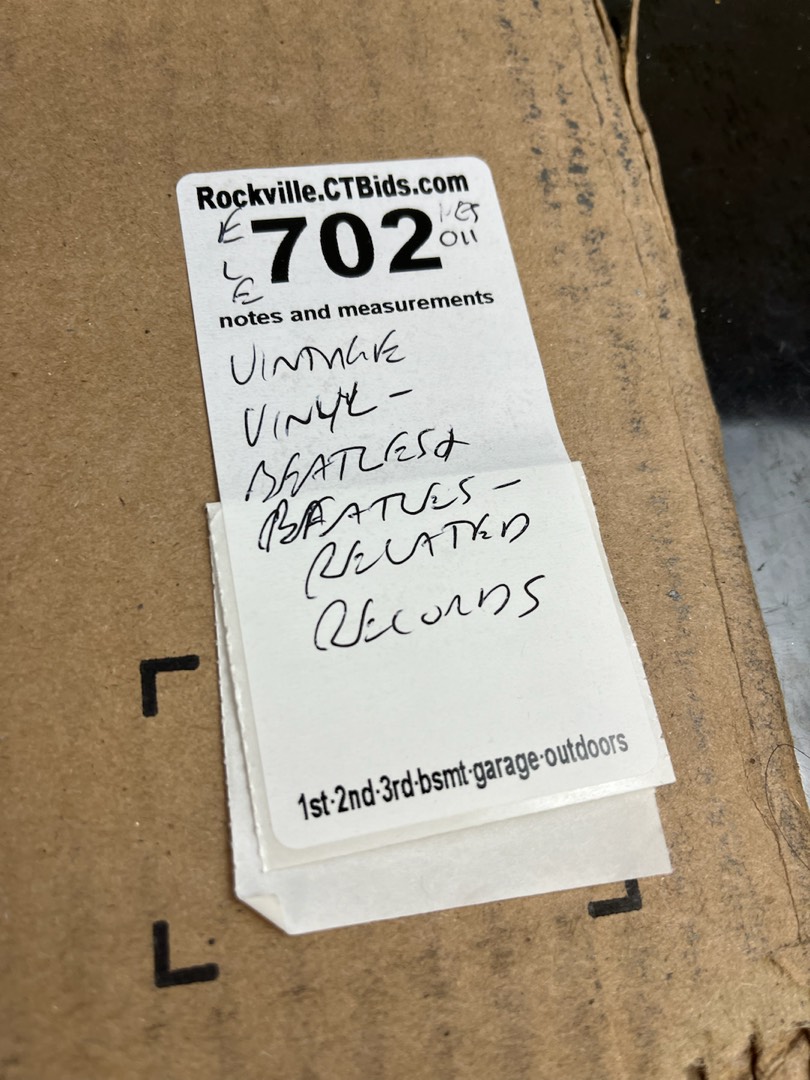 Rockville.CTBids.com
E
702
011
L
E
notes and measurements
VINTAGE
VINYL -
BEATLES &
BEATLES -
RELATED
RECORDS
1st·2nd·3rd·bsmt·garage·outdoors